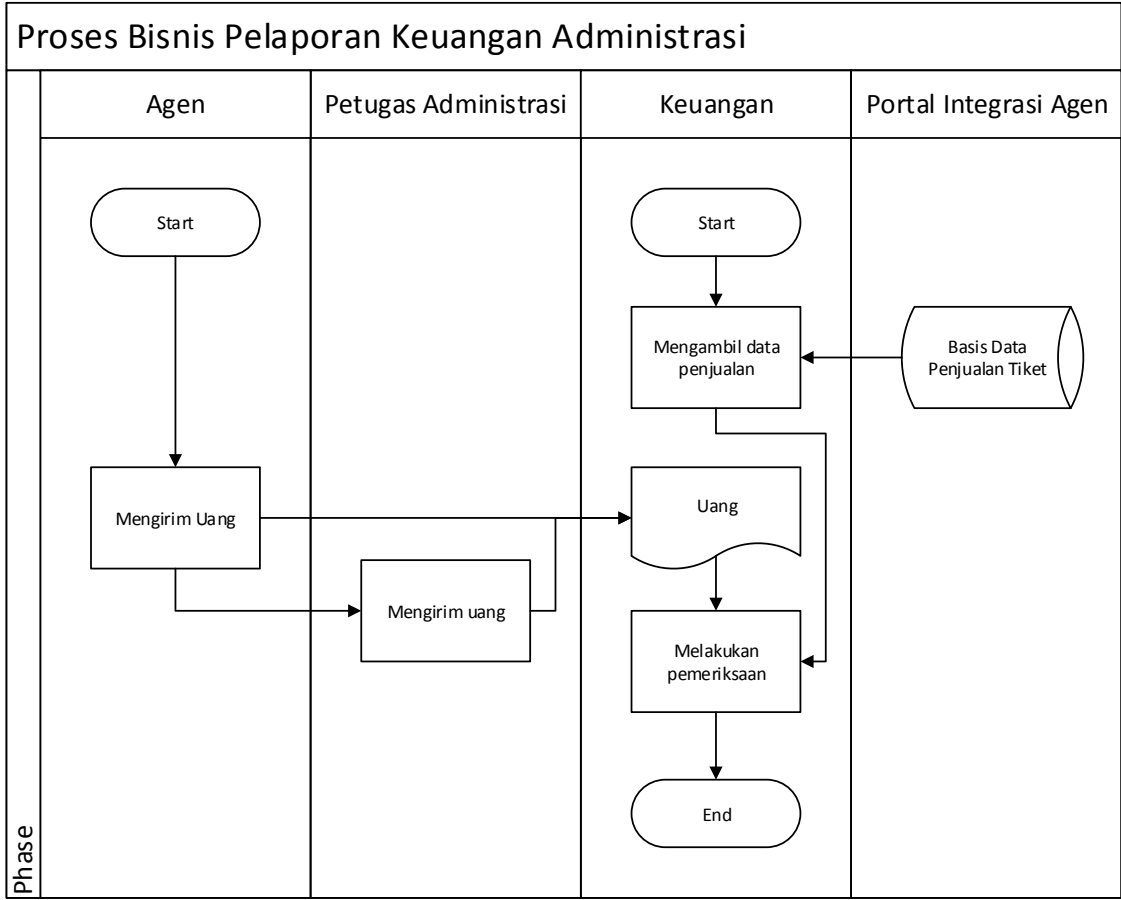 Proses Bisnis Pelaporan Keuangan Administrasi
Agen
Petugas Administrasi
Keuangan
Portal Integrasi Agen
Start
Start
Mengambil data
penjualan
Basis Data
Penjualan Tiket
Mengirim Uang
Uang
Mengirim uang
Melakukan
pemeriksaan
End
Phase